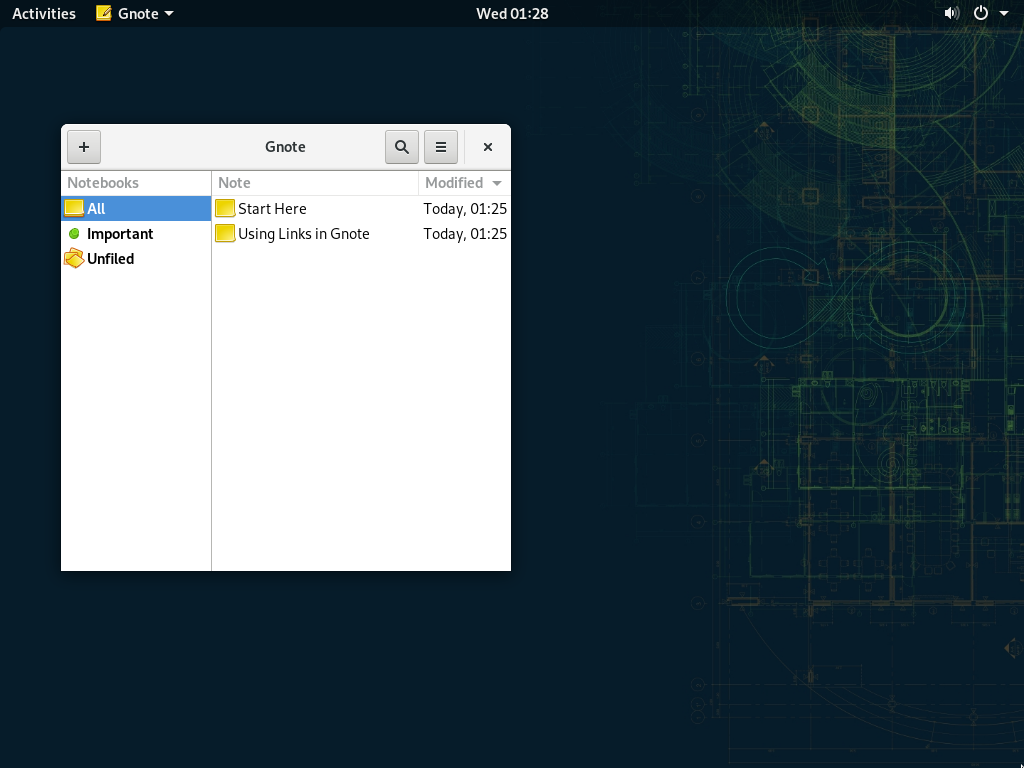 Activities Gnote Wed 01:28
Gnote
Notebooks Note Modified
All Start Here Today, 01:25
Important Using Links in Gnote Today, 01:25
Unfiled